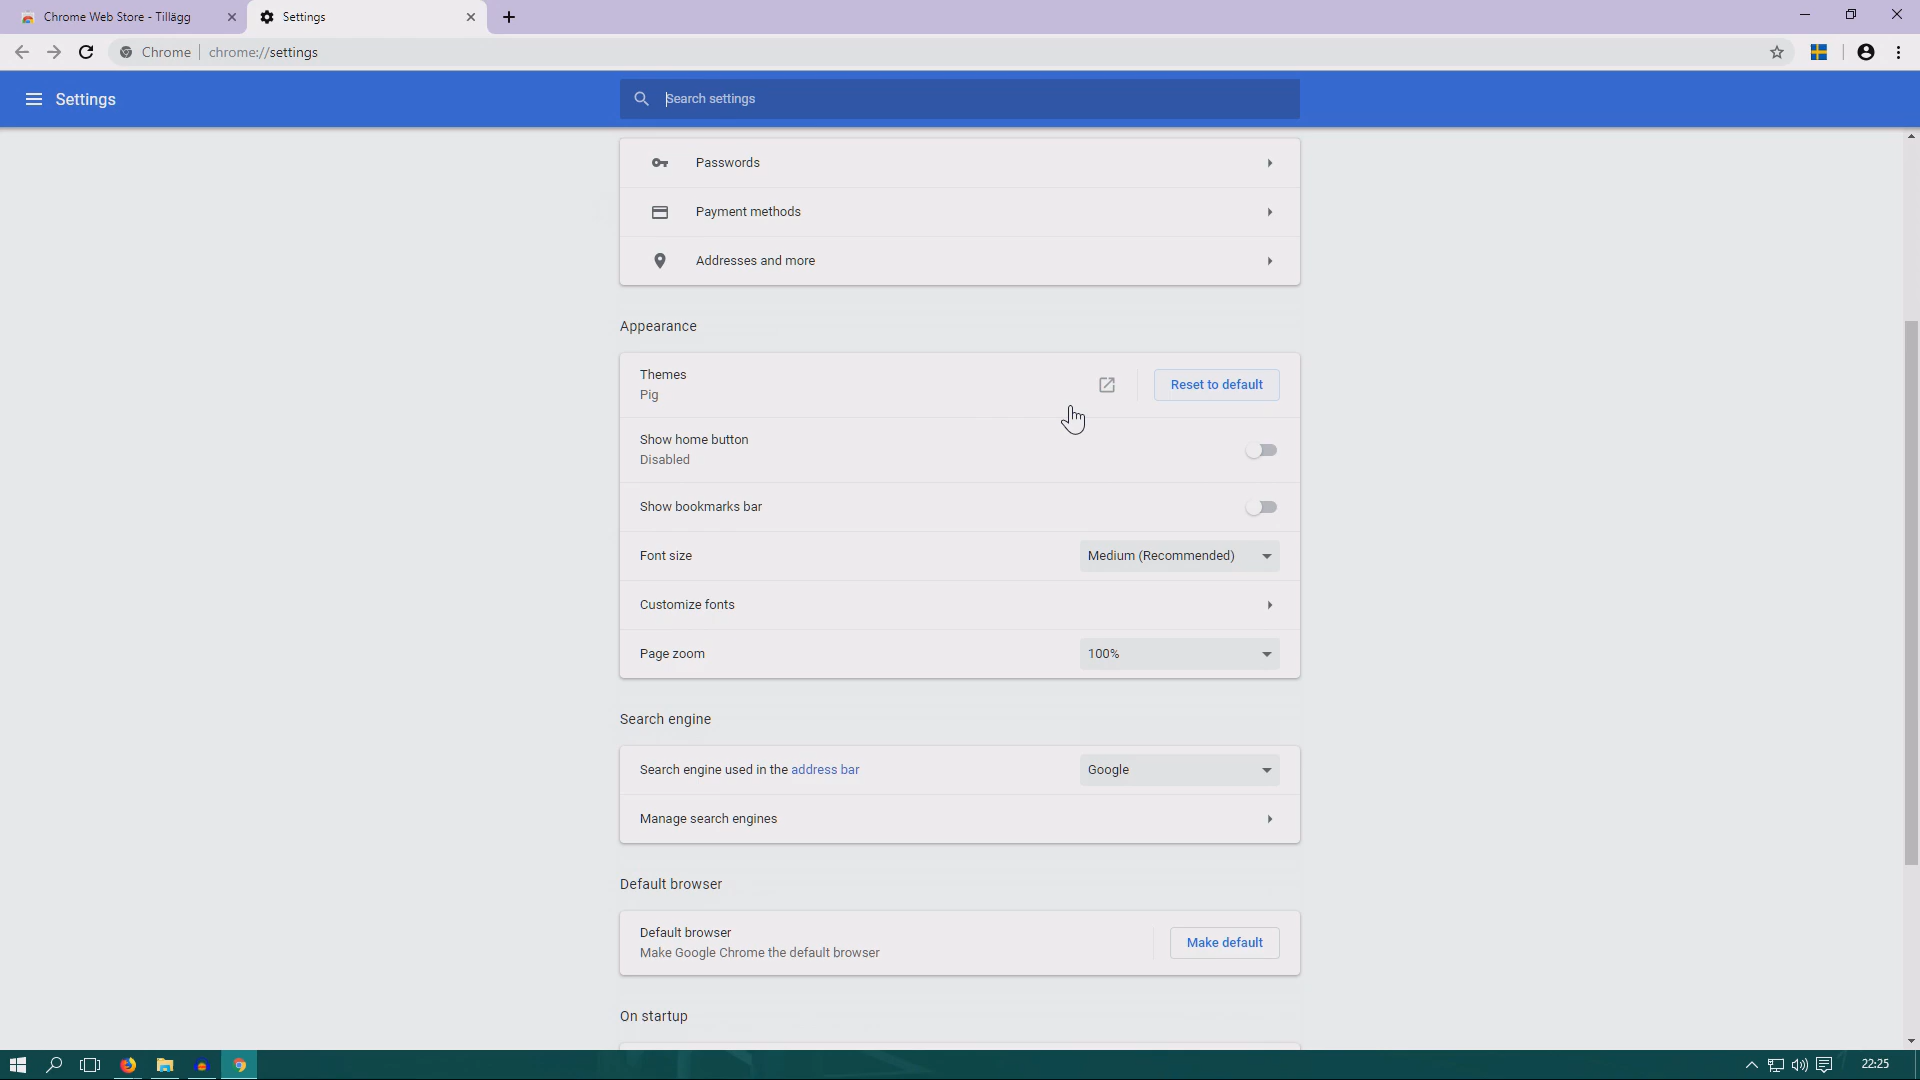 Chrome Web Store - Tillägg
Settings
Chrome
chrome://settings
Settings
Search settings
Passwords
Payment methods
Addresses and more
Appearance
Themes
Pig
Reset to default
Show home button
Disabled
Show bookmarks bar
Font size
Medium (Recommended)
Customize fonts
Page zoom
100%
Search engine
Search engine used in the address bar
Google
Manage search engines
Default browser
Default browser
Make Google Chrome the default browser
Make default
On startup
22:25